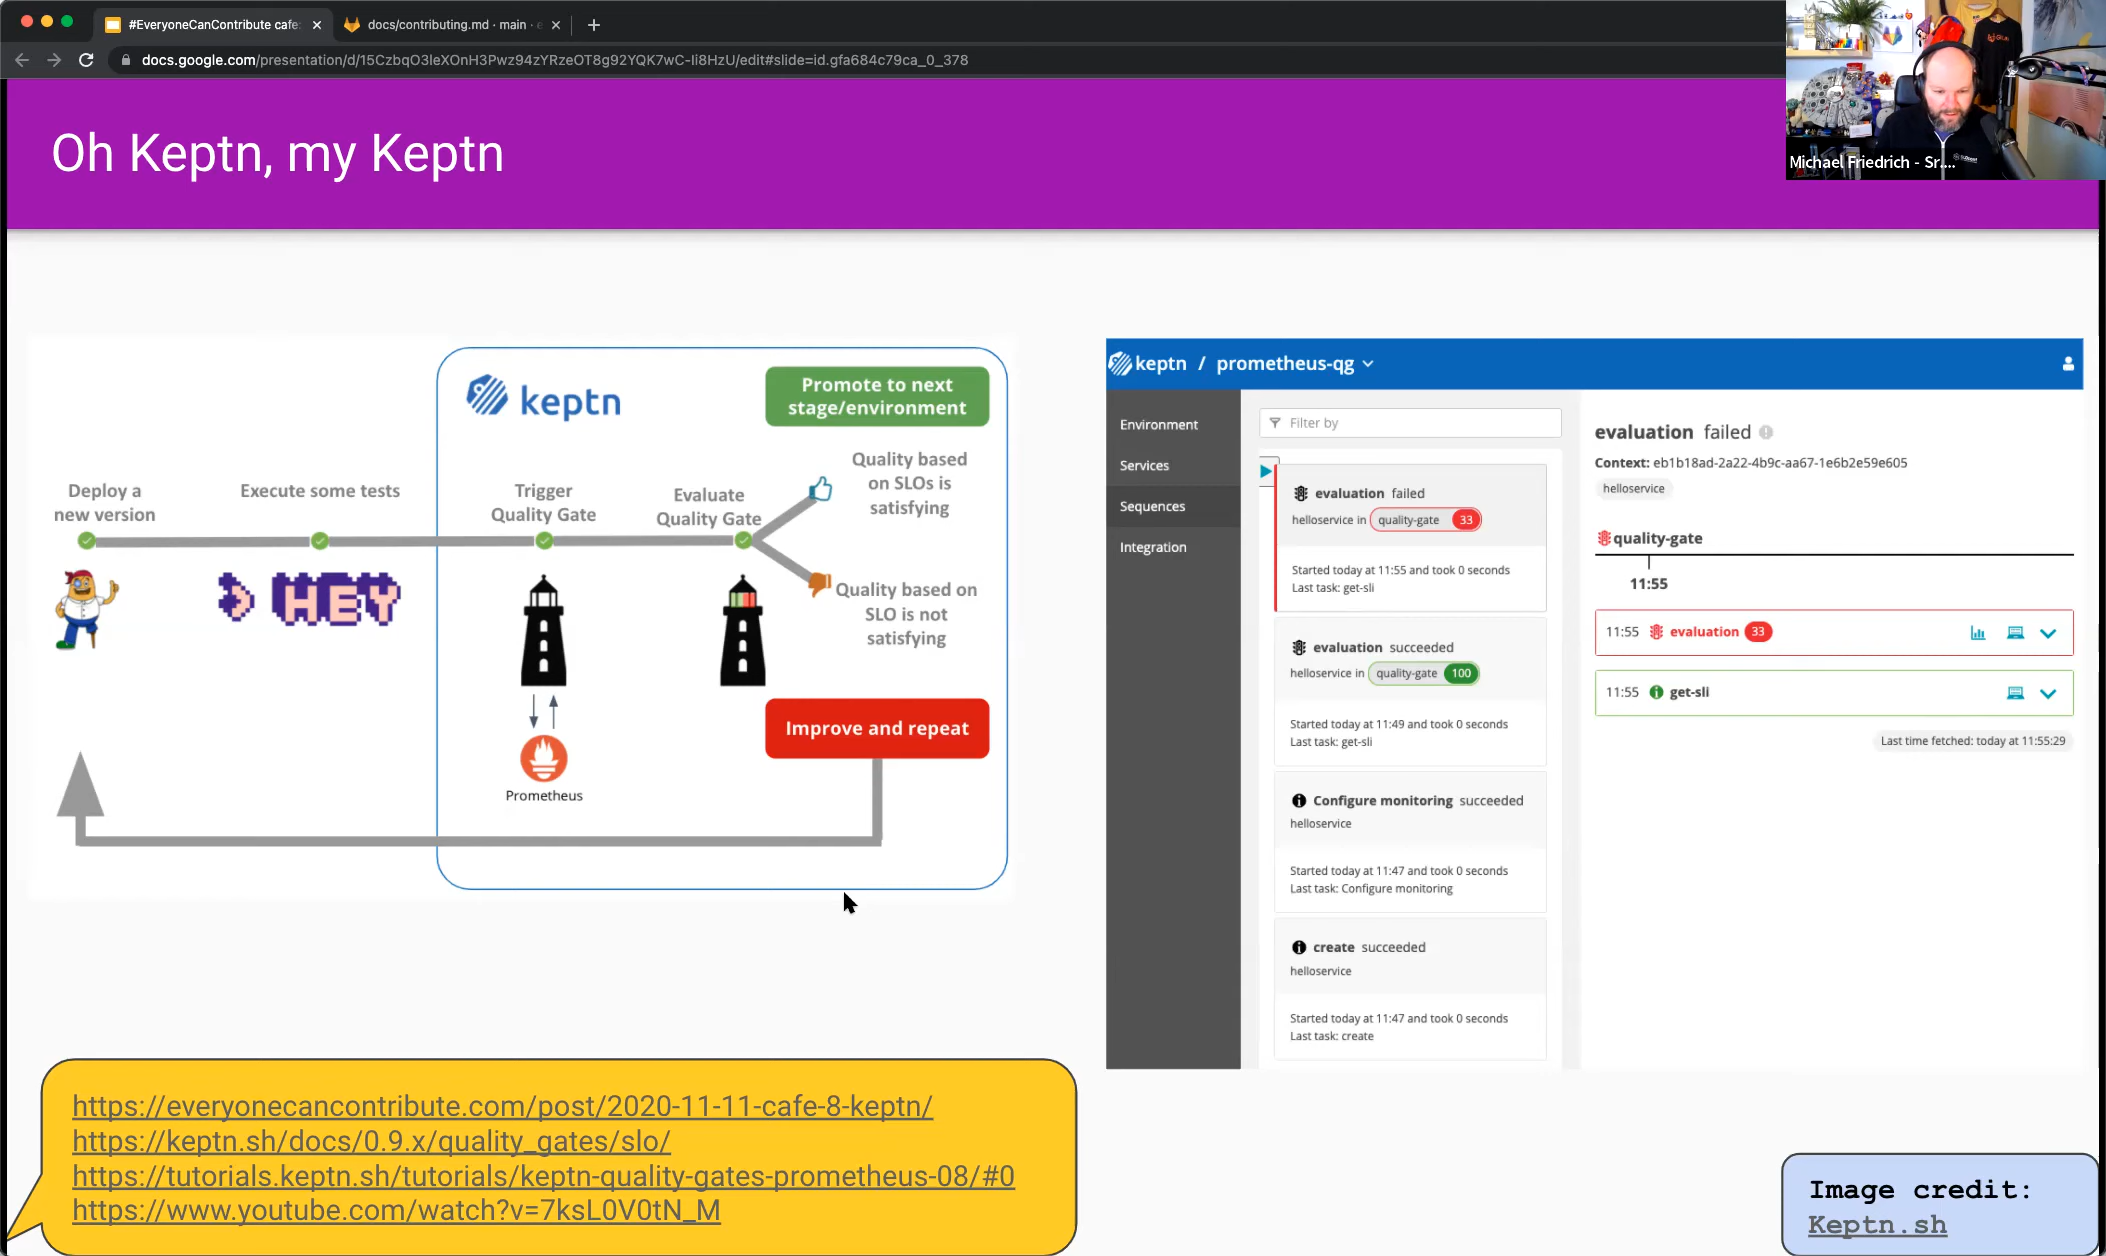 #EveryoneCanContribute cafe:
docs/contributing.md · main ·
docs.google.com/presentation/d/15CzbqO3leXOnH3Pwz94zYRzeOT8g92YQK7wC-Ii8HzU/edit#slide=id.gfa684c79ca_0_378
Michael Friedrich - Sr....
Oh Keptn, my Keptn
keptn
Promote to next
stage/environment
Deploy a
new version
Execute some tests
Trigger
Quality Gate
Evaluate
Quality Gate
Quality based
on SLOs is
satisfying
HEY
Quality based on
SLO is not
satisfying
Improve and repeat
Prometheus
keptn / prometheus-qg
Environment
Services
Sequences
Integration
Filter by
evaluation failed
helloservice in quality-gate 33
Started today at 11:55 and took 0 seconds
Last task: get-sli
evaluation succeeded
helloservice in quality-gate 100
Started today at 11:49 and took 0 seconds
Last task: get-sli
Configure monitoring succeeded
helloservice
Started today at 11:47 and took 0 seconds
Last task: Configure monitoring
create succeeded
helloservice
Started today at 11:47 and took 0 seconds
Last task: create
evaluation failed
Context: eb1b18ad-2a22-4b9c-aa67-1e6b2e59e605
helloservice
quality-gate
11:55
11:55 evaluation 33
11:55 get-sli
Last time fetched: today at 11:55:29
https://everyonecancontribute.com/post/2020-11-11-cafe-8-keptn/
https://keptn.sh/docs/0.9.x/quality_gates/slo/
https://tutorials.keptn.sh/tutorials/keptn-quality-gates-prometheus-08/#0
https://www.youtube.com/watch?v=7ksL0V0tN_M
Image credit:
Keptn.sh